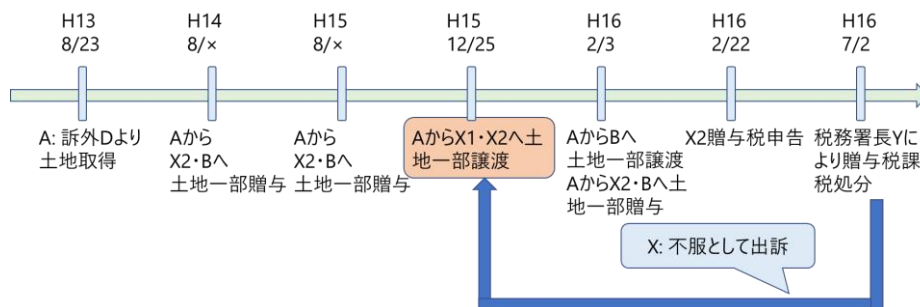 H13
8/23
H14
8/×
H15
8/×
H15
12/25
H16
2/3
H16
2/22
H16
7/2
A: 訴外Dより
土地取得
Aから
X2・Bへ
土地一部贈与
Aから
X2・Bへ
土地一部贈与
AからX1・X2へ土
地一部譲渡
AからBへ
土地一部譲渡
AからX2・Bへ土
地一部贈与
X2贈与税申告
税務署長Yに
より贈与税課
税処分
X: 不服として出訴